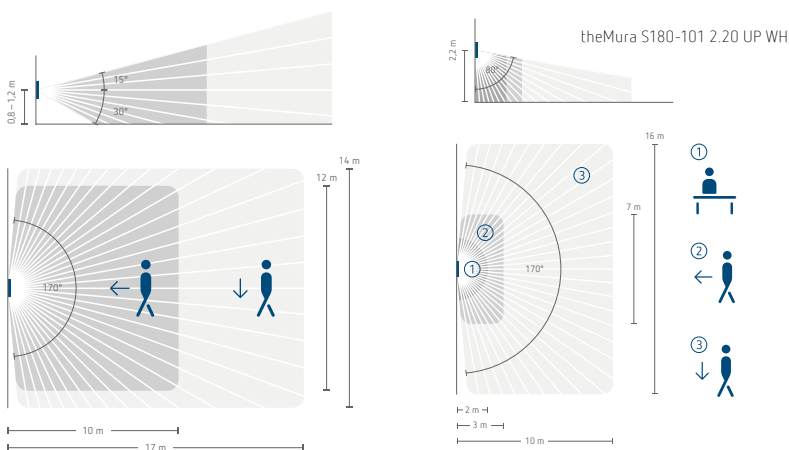 theMura S180-101 2.20 UP WH
15°
30°
0,8 – 1,2 m
2,2 m
80°
14 m
12 m
170°
10 m
17 m
16 m
7 m
1
2
3
170°
2 m
3 m
10 m
1
2
3